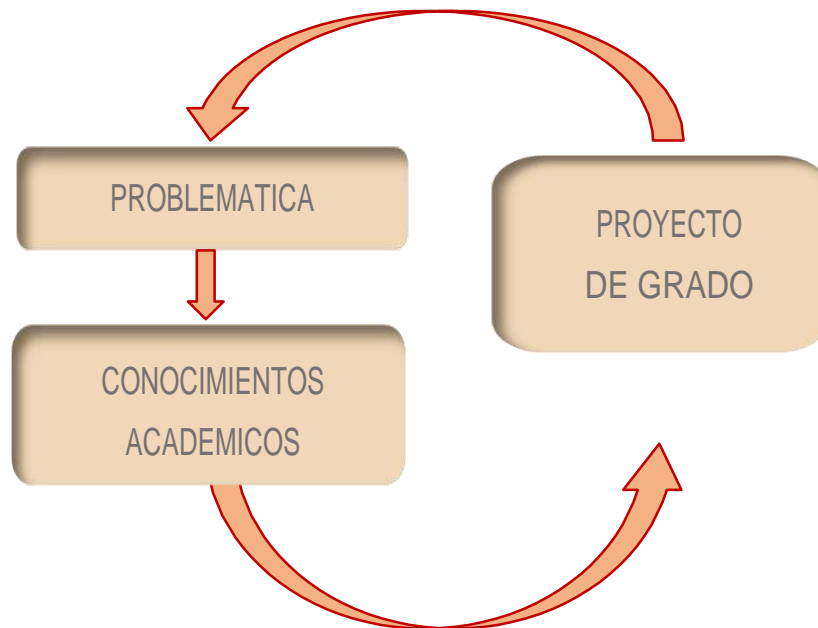 PROBLEMATICA
PROYECTO
DE GRADO
CONOCIMIENTOS
ACADEMICOS